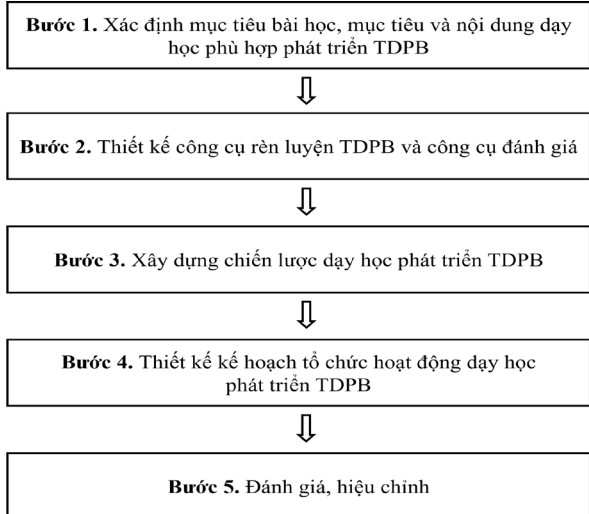 Bước 1. Xác định mục tiêu bài học, mục tiêu và nội dung dạy
học phù hợp phát triển TDPB
Bước 2. Thiết kế công cụ rèn luyện TDPB và công cụ đánh giá
Bước 3. Xây dựng chiến lược dạy học phát triển TDPB
Bước 4. Thiết kế kế hoạch tổ chức hoạt động dạy học
phát triển TDPB
Bước 5. Đánh giá, hiệu chỉnh